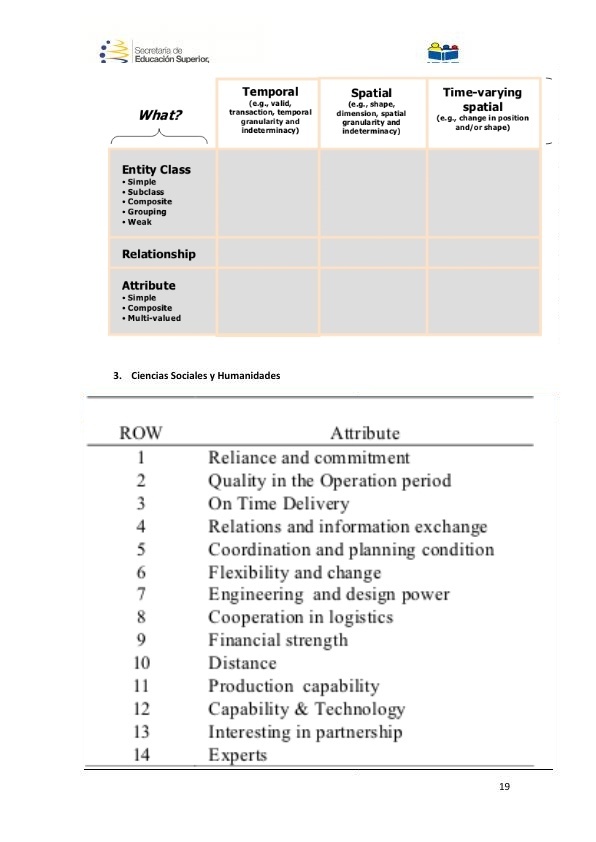 Secretaría de
Educación Superior,
What?
Temporal
(e.g., valid,
transaction, temporal
granularity and
indeterminacy)
Spatial
(e.g., shape,
dimension, spatial
granularity and
indeterminacy)
Time-varying
spatial
(e.g., change in position
and/or shape)
Entity Class
• Simple
• Subclass
• Composite
• Grouping
• Weak
Relationship
Attribute
• Simple
• Composite
• Multi-valued
3. Ciencias Sociales y Humanidades
ROW Attribute
1 Reliance and commitment
2 Quality in the Operation period
3 On Time Delivery
4 Relations and information exchange
5 Coordination and planning condition
6 Flexibility and change
7 Engineering and design power
8 Cooperation in logistics
9 Financial strength
10 Distance
11 Production capability
12 Capability & Technology
13 Interesting in partnership
14 Experts
19